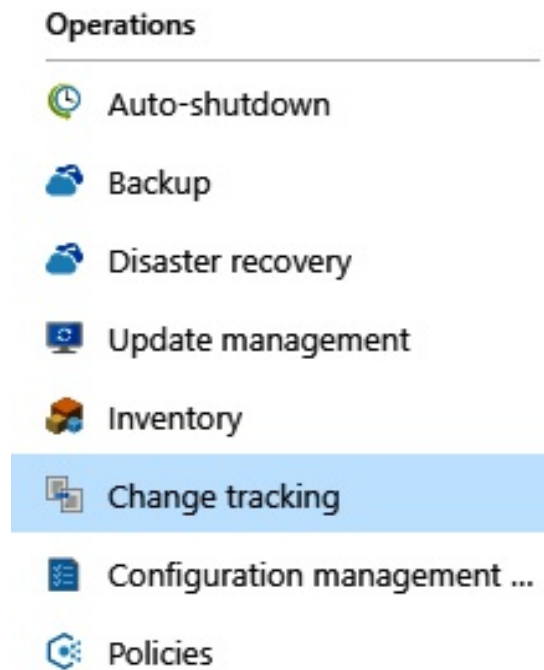 Operations
Auto-shutdown
Backup
Disaster recovery
Update management
Inventory
Change tracking
Configuration management ...
Policies